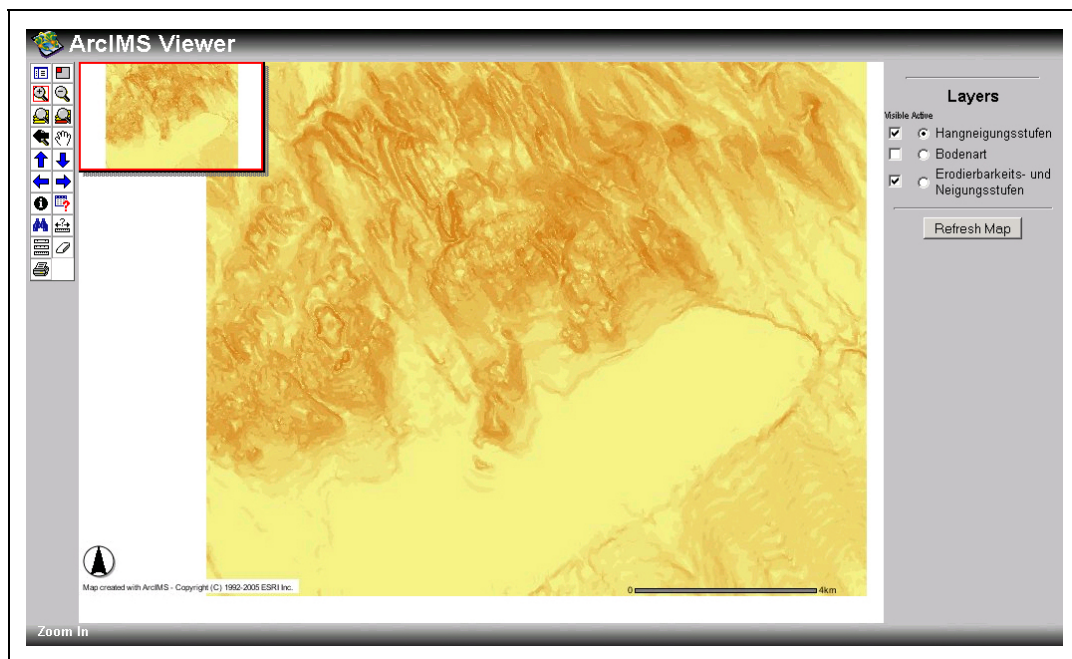 ArcIMS Viewer
Layers
Visible Active
Hangneigungsstufen
Bodenart
Erodierbarkeits- und
Neigungsstufen
Refresh Map
Map created with ArcIMS - Copyright (C) 1992-2005 ESRI Inc.
0 4km
Zoom In